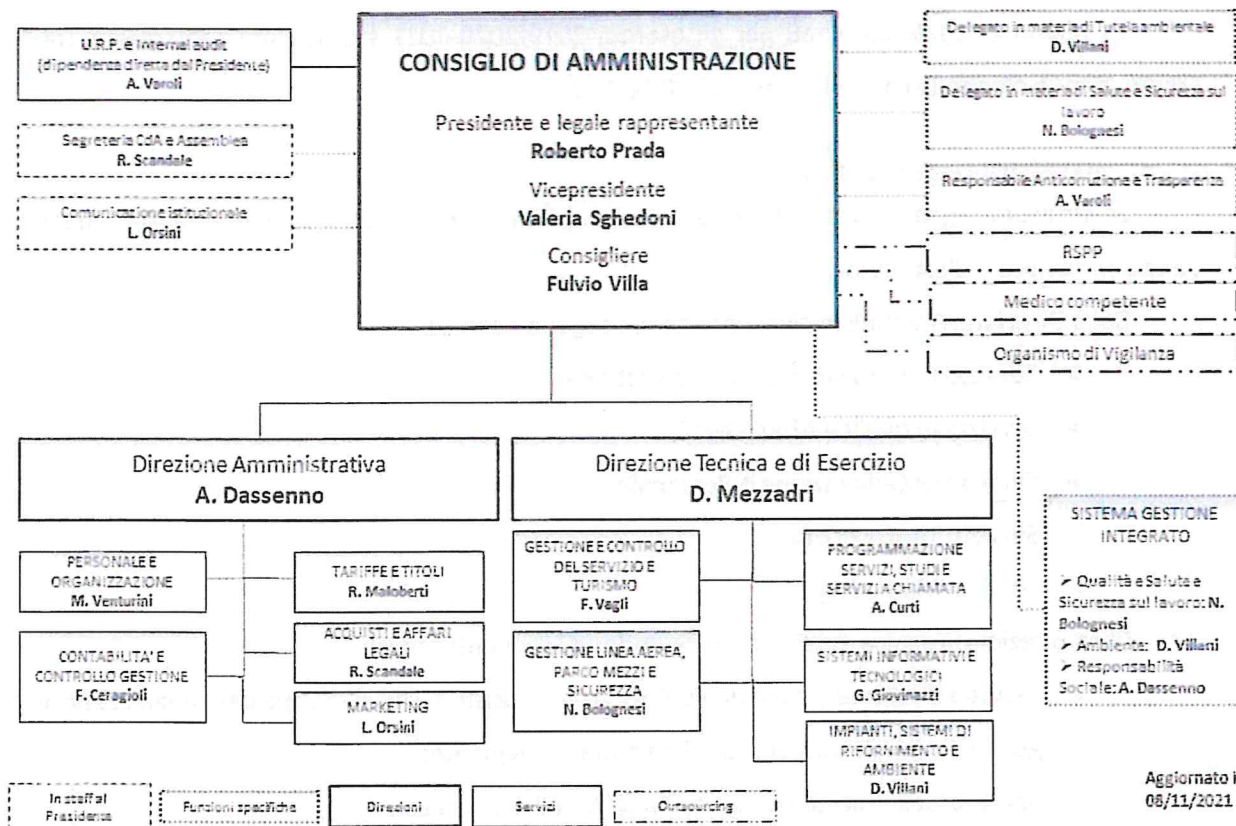 U.R.P. e Internal audit
(dipendenza diretta dal Presidente)
A. Varoli
Segreteria CdA e Assemblea
R. Scandale
Comunicazione istituzionale
L. Orsini
CONSIGLIO DI AMMINISTRAZIONE
Presidente e legale rappresentante
Roberto Prada
Vicepresidente
Valeria Sghedoni
Consigliere
Fulvio Villa
Delegato in materia di Tutela ambientale
D. Villani
Delegato in materia di Salute e Sicurezza sul
lavoro
N. Bolognesi
Responsabile Anticorruzione e Trasparenza
A. Varoli
RSPP
Medico competente
Organismo di Vigilanza
Direzione Amministrativa
A. Dassenno
Direzione Tecnica e di Esercizio
D. Mezzadri
PERSONALE E
ORGANIZZAZIONE
M. Venturini
TARIFFE E TITOLI
R. Maloberti
CONTABILITA' E
CONTROLLO GESTIONE
F. Ceragioli
ACQUISTI E AFFARI
LEGALI
R. Scandale
MARKETING
L. Orsini
GESTIONE E CONTROLLO
DEL SERVIZIO E
TURISMO
F. Vagli
PROGRAMMAZIONE
SERVIZI, STUDI E
SERVIZI A CHIAMATA
A. Curti
GESTIONE LINEA AEREA,
PARCO MEZZI E
SICUREZZA
N. Bolognesi
SISTEMI INFORMATIVI E
TECNOLOGICI
G. Giovinazzi
IMPIANTI, SISTEMI DI
RIFORNIMENTO E
AMBIENTE
D. Villani
SISTEMA GESTIONE
INTEGRATO
➢ Qualità e Salute e
Sicurezza sul lavoro: N.
Bolognesi
➢ Ambiente: D. Villani
➢ Responsabilità
Sociale: A. Dassenno
In staff al
Presidente
Funzioni specifiche
Direzioni
Servizi
Outsourcing
Aggiornato i
08/11/2021